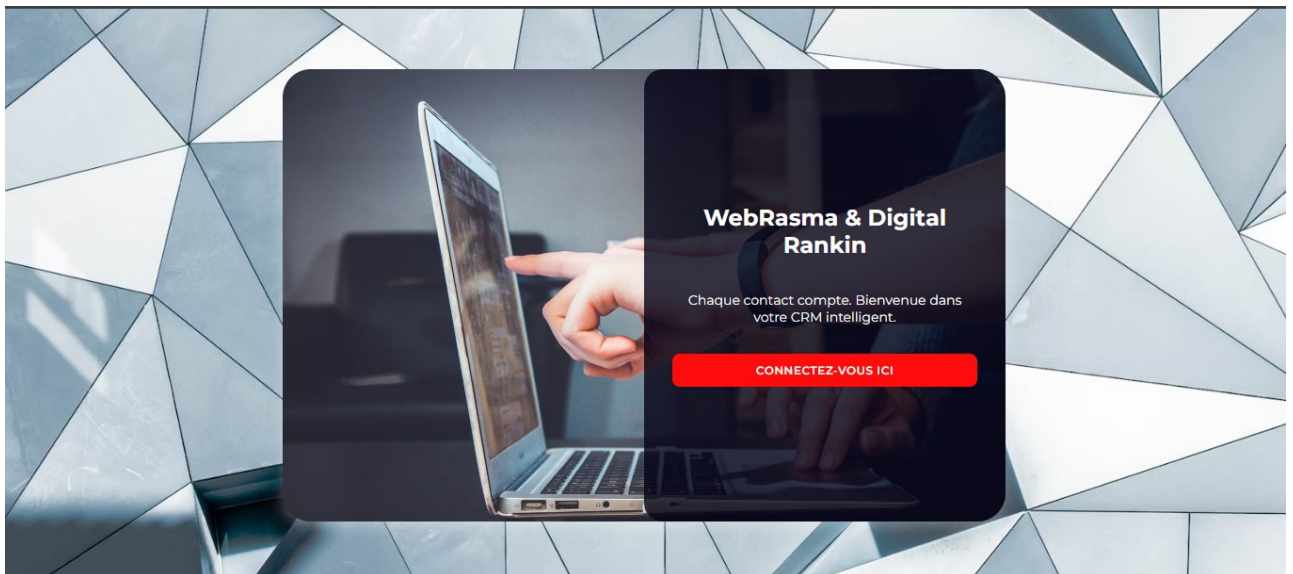 WebRasma & Digital
Rankin
Chaque contact compte. Bienvenue dans
votre CRM intelligent.
CONNECTEZ-VOUS ICI